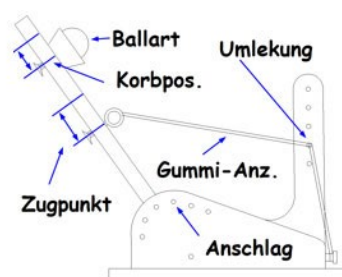 Ballart
Umlekung
Korbpos.
Gummi-Anz.
Zugpunkt
Anschlag